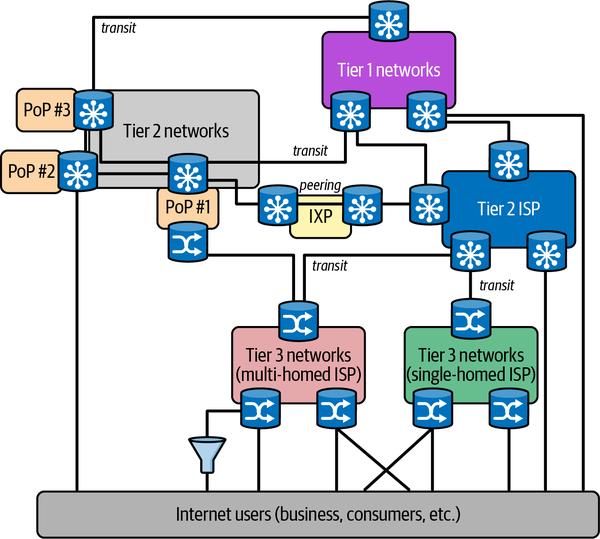 transit
Tier 1 networks
PoP #3
Tier 2 networks
PoP #2
transit
peering
PoP #1
IXP
Tier 2 ISP
transit
transit
Tier 3 networks
(multi-homed ISP)
Tier 3 networks
(single-homed ISP)
Internet users (business, consumers, etc.)